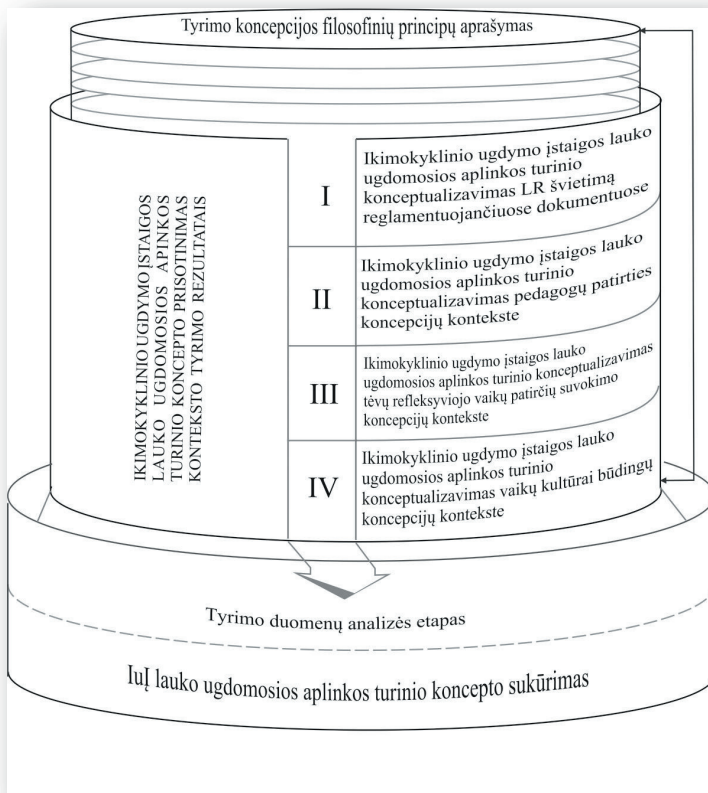 Tyrimo koncepcijos filosofinių principų aprašymas
IKIMOKYKLINIO UGDYMO ĮSTAIGOS
LAUKO UGDOMOSIOS APINKOS
TURINIO KONCEPTO PRISOTINIMAS
KONTEKSTO TYRIMO REZULTATAIS
I
Ikimokyklinio ugdymo įstaigos lauko
ugdomosios aplinkos turinio
konceptualizavimas LR švietimą
reglamentuojančiuose dokumentuose
II
Ikimokyklinio ugdymo įstaigos lauko
ugdomosios aplinkos turinio
konceptualizavimas pedagogų patirties
koncepcijų kontekste
III
Ikimokyklinio ugdymo įstaigos lauko
ugdomosios aplinkos turinio konceptualizavimas
tėvų refleksyviojo vaikų patirčių suvokimo
koncepcijų kontekste
IV
Ikimokyklinio ugdymo įstaigos lauko
ugdomosios aplinkos turinio
konceptualizavimas vaikų kultūrai būdingų
koncepcijų kontekste
Tyrimo duomenų analizės etapas
IuĮ lauko ugdomosios aplinkos turinio koncepto sukūrimas